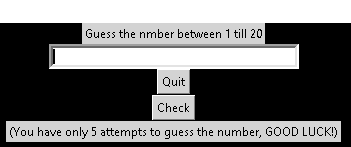 Guess the nmber between 1 till 20
Quit
Check
(You have only 5 attempts to guess the number, GOOD LUCK!)